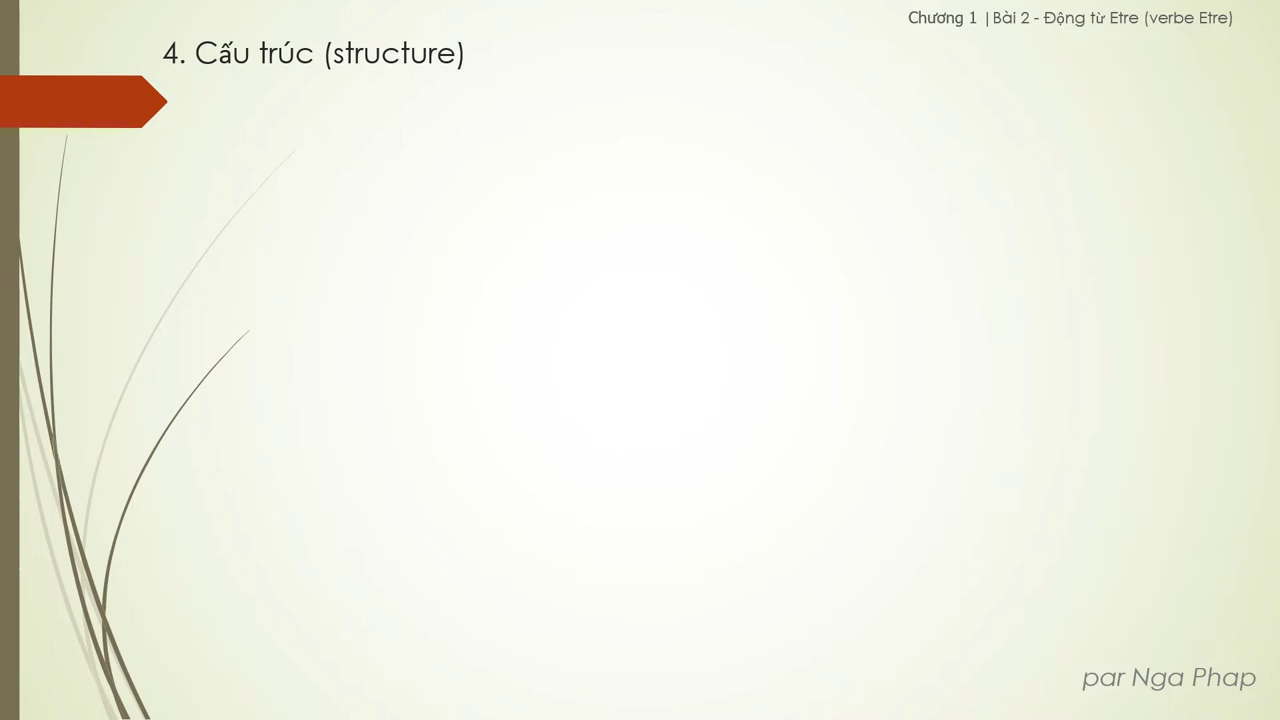 Chương 1 |Bài 2 - Động từ Etre (verbe Etre)
4. Cấu trúc (structure)
par Nga Phap